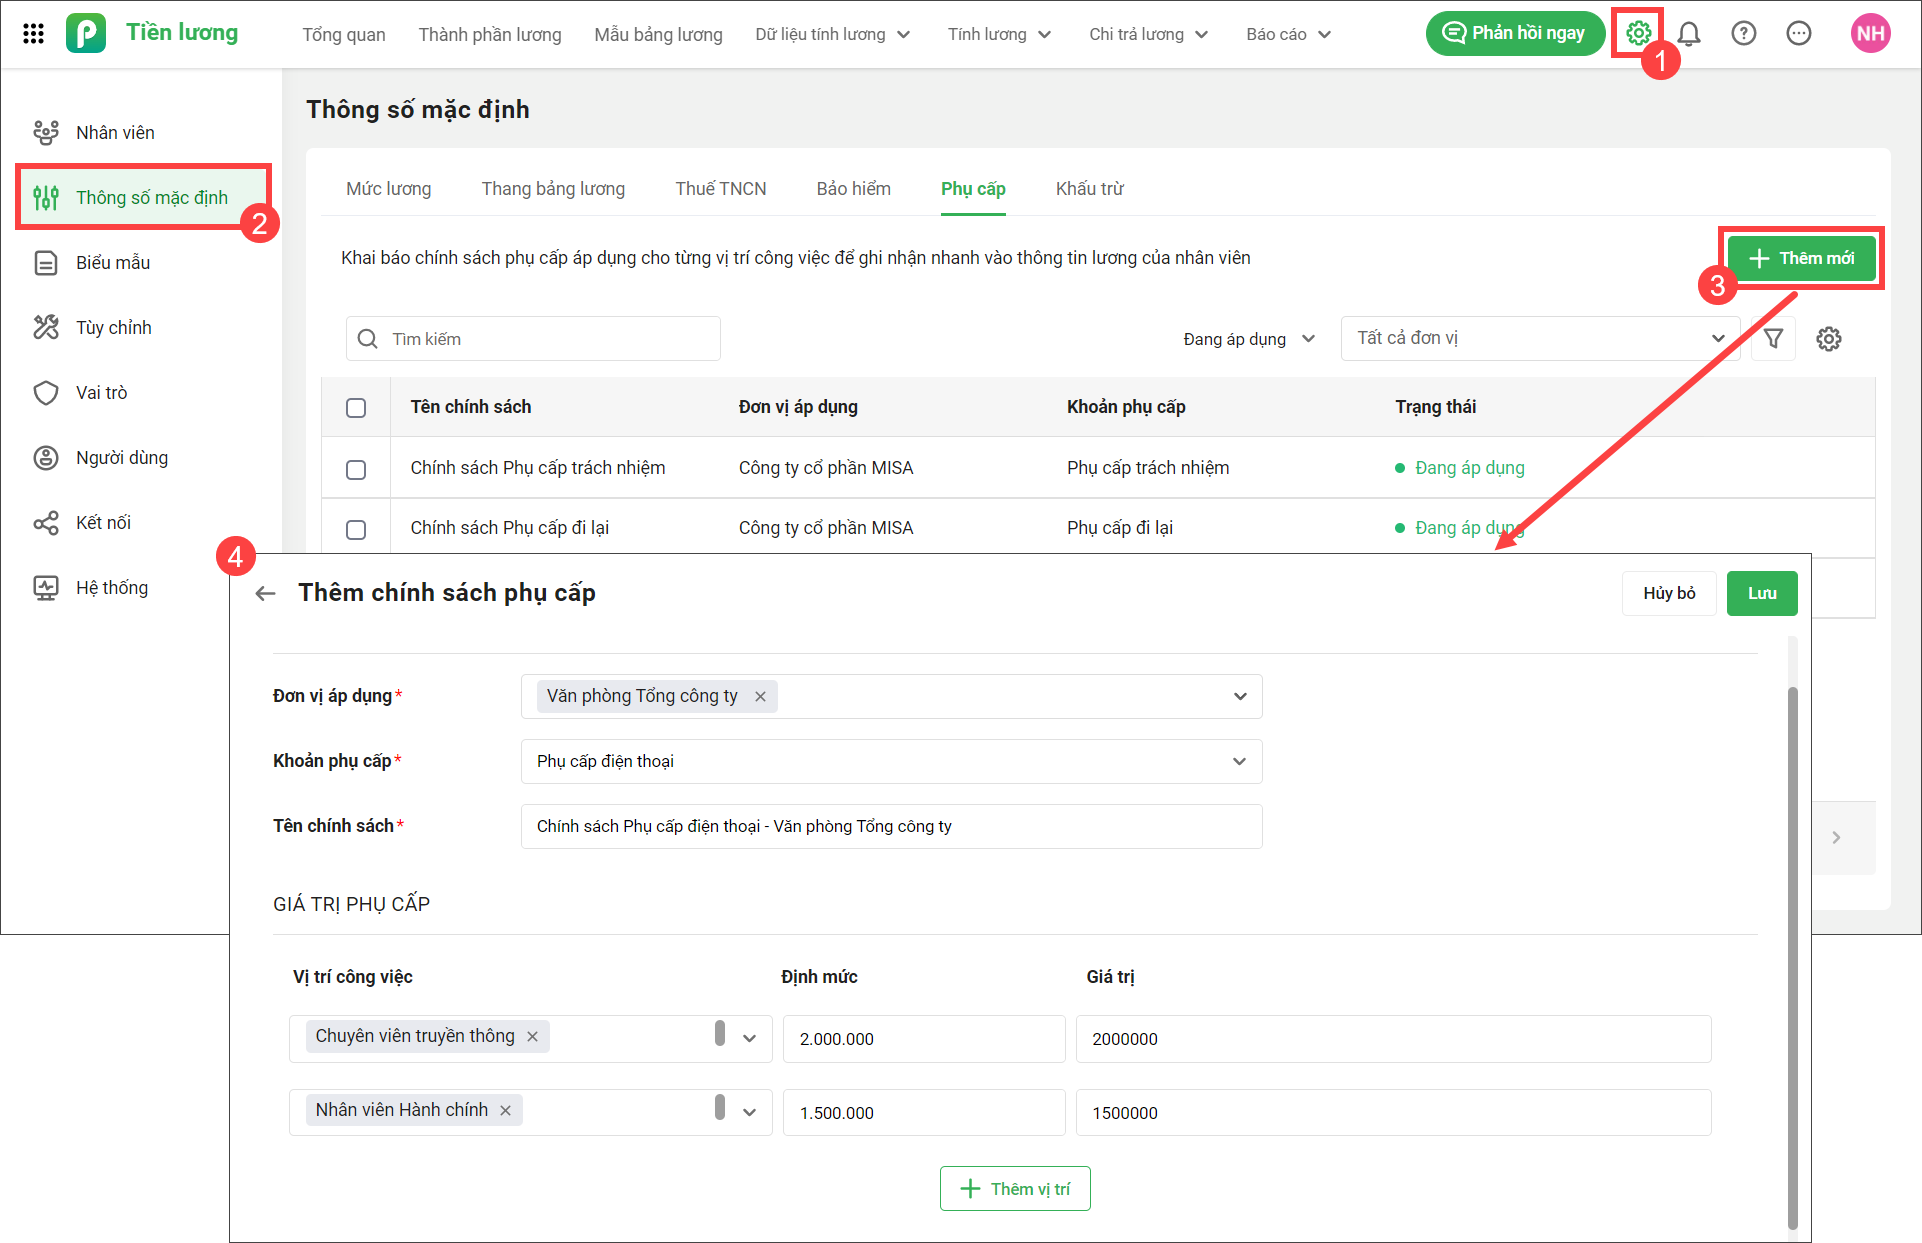 Tiền lương
Tổng quan
Thành phần lương
Mẫu bảng lương
Dữ liệu tính lương
Tính lương
Chi trả lương
Báo cáo
Phản hồi ngay
NH
1
Nhân viên
Thông số mặc định
2
Biểu mẫu
Tùy chỉnh
Vai trò
Người dùng
Kết nối
Hệ thống
Thông số mặc định
Mức lương
Thang bảng lương
Thuế TNCN
Bảo hiểm
Phụ cấp
Khấu trừ
Khai báo chính sách phụ cấp áp dụng cho từng vị trí công việc để ghi nhận nhanh vào thông tin lương của nhân viên
Thêm mới
3
Tìm kiếm
Đang áp dụng
Tất cả đơn vị
Tên chính sách
Đơn vị áp dụng
Khoản phụ cấp
Trạng thái
Chính sách Phụ cấp trách nhiệm
Công ty cổ phần MISA
Phụ cấp trách nhiệm
Đang áp dụng
Chính sách Phụ cấp đi lại
Công ty cổ phần MISA
Phụ cấp đi lại
Đang áp dụng
4
Thêm chính sách phụ cấp
Hủy bỏ
Lưu
Đơn vị áp dụng*
Văn phòng Tổng công ty
Khoản phụ cấp*
Phụ cấp điện thoại
Tên chính sách*
Chính sách Phụ cấp điện thoại - Văn phòng Tổng công ty
GIÁ TRỊ PHỤ CẤP
Vị trí công việc
Định mức
Giá trị
Chuyên viên truyền thông
2.000.000
2000000
Nhân viên Hành chính
1.500.000
1500000
Thêm vị trí